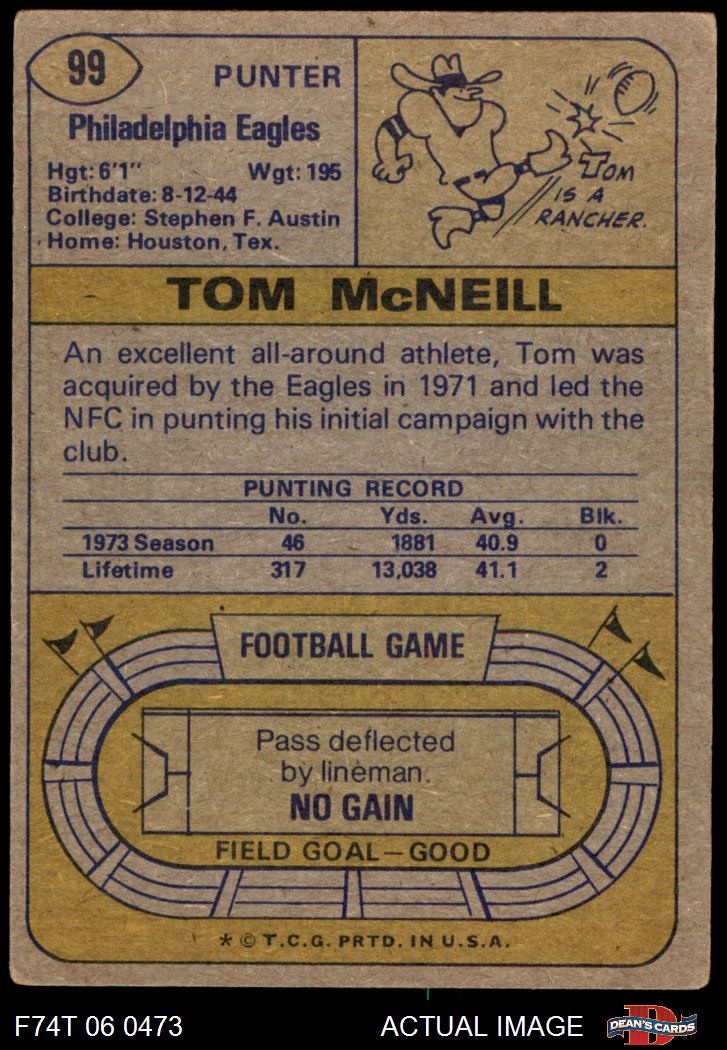 99
PUNTER
Philadelphia Eagles
Hgt: 6'1" Wgt: 195
Birthdate: 8-12-44
College: Stephen F. Austin
Home: Houston, Tex.
TOM
IS A
RANCHER.
TOM McNEILL
An excellent all-around athlete, Tom was
acquired by the Eagles in 1971 and led the
NFC in punting his initial campaign with the
club.
PUNTING RECORD
No. Yds. Avg. Blk.
1973 Season 46 1881 40.9 0
Lifetime 317 13,038 41.1 2
FOOTBALL GAME
Pass deflected
by lineman.
NO GAIN
FIELD GOAL—GOOD
* © T.C.G. PRTD. IN U.S.A.
F74T 06 0473 ACTUAL IMAGE
DEAN'S CARDS